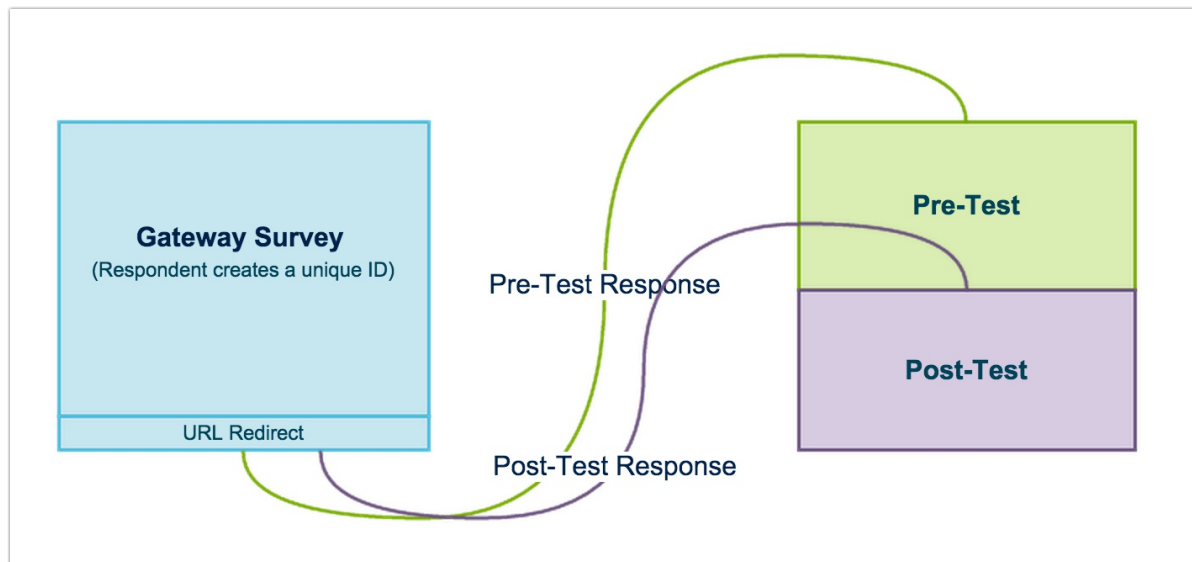 Gateway Survey
(Respondent creates a unique ID)
URL Redirect
Pre-Test Response
Post-Test Response
Pre-Test
Post-Test